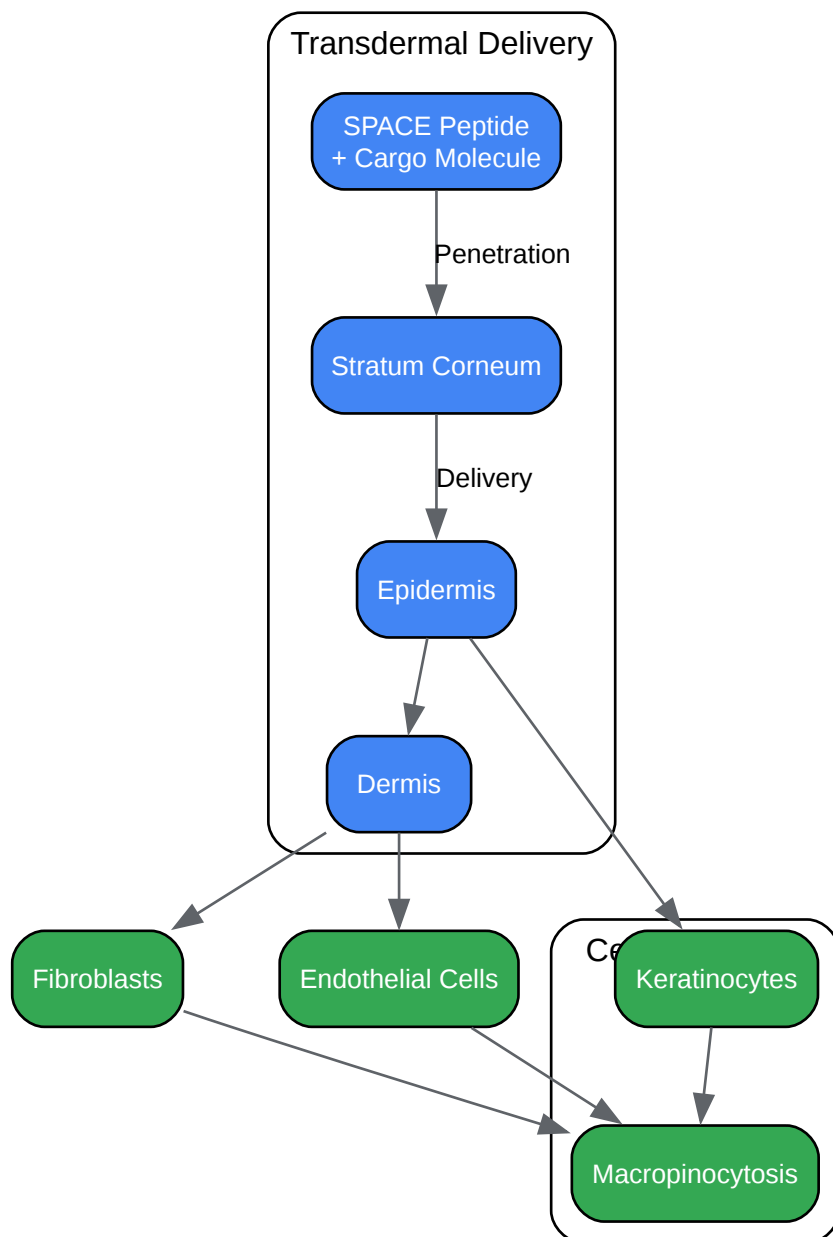 Transdermal Delivery
SPACE Peptide
+ Cargo Molecule
Penetration
Stratum Corneum
Delivery
Epidermis
Dermis
Fibroblasts
Endothelial Cells
Keratinocytes
Macropinocytosis